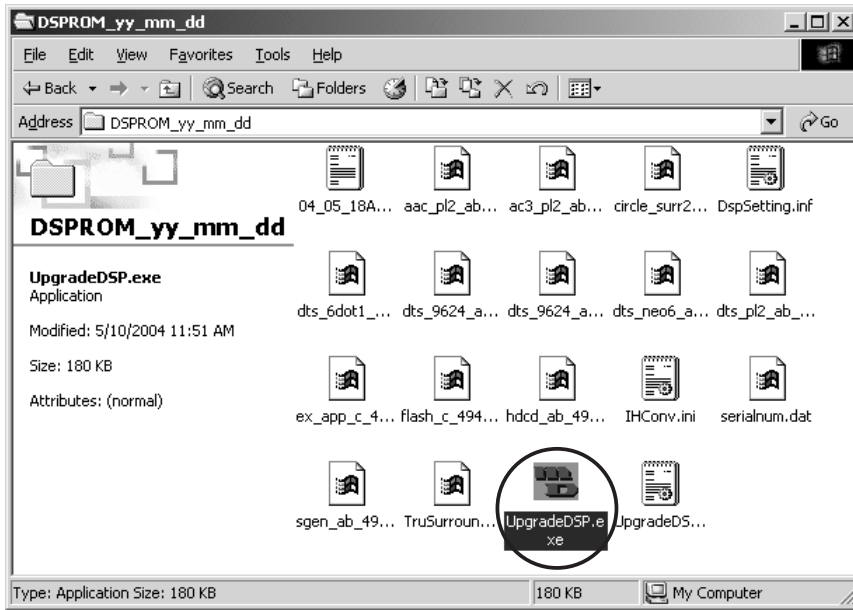 DSPROM_yy_mm_dd
File Edit View Favorites Tools Help
Back Search Folders
Address DSPROM_yy_mm_dd Go
DSPROM_yy_mm_dd
UpgradeDSP.exe
Application
Modified: 5/10/2004 11:51 AM
Size: 180 KB
Attributes: (normal)
04_05_18A... aac_pl2_ab... ac3_pl2_ab... circle_surr2... DspSetting.inf
dts_6dot1_... dts_9624_a... dts_9624_a... dts_neo6_a... dts_pl2_ab_...
ex_app_c_4... flash_c_494... hdcd_ab_49... IHConv.ini serialnum.dat
sgen_ab_49... TruSurroun... UpgradeDSP.e
xe UpgradeDS...
Type: Application Size: 180 KB 180 KB My Computer